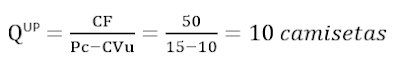 Q^UP = CF / Pc−CVu = 50 / 15−10 = 10 camisetas